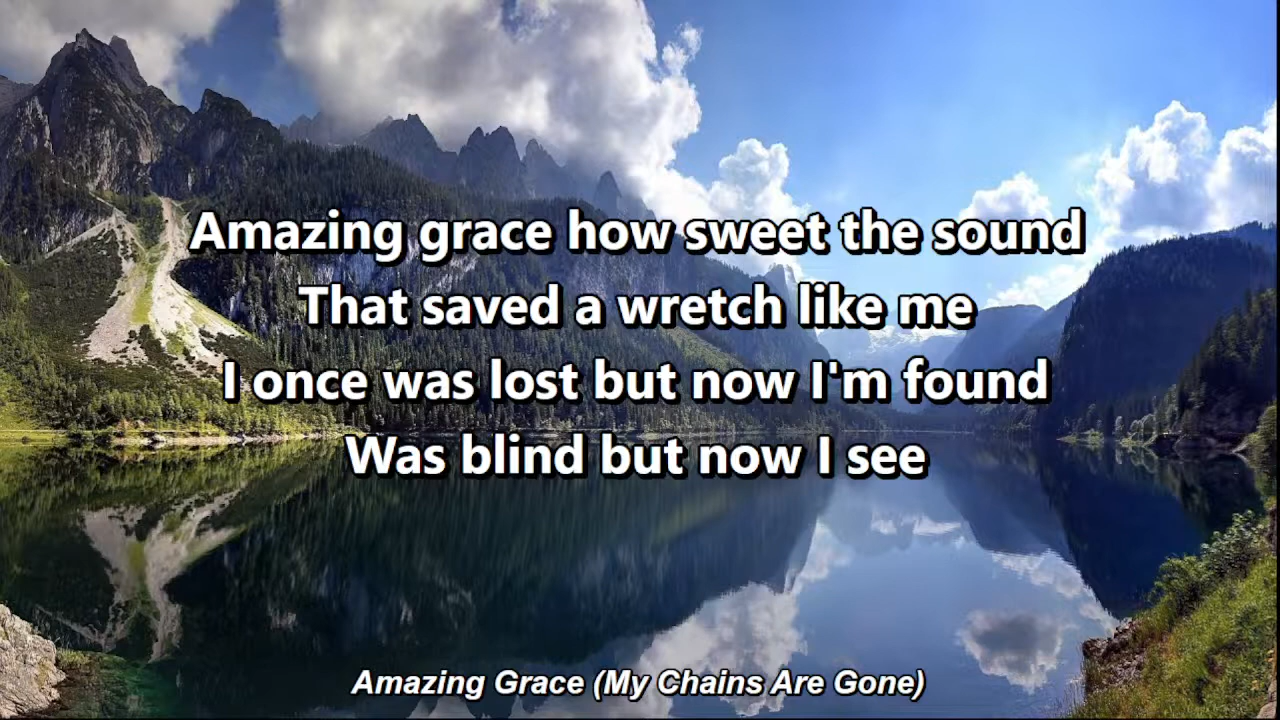 Amazing grace how sweet the sound
That saved a wretch like me
I once was lost but now I'm found
Was blind but now I see
Amazing Grace (My Chains Are Gone)